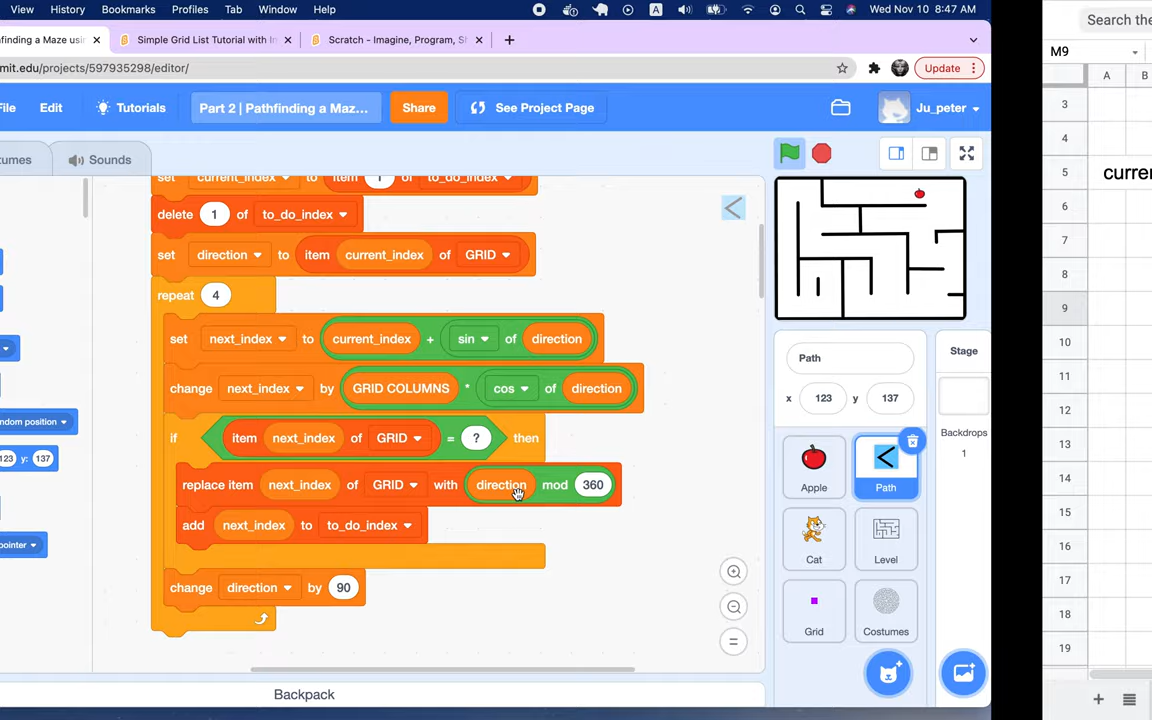 View History Bookmarks Profiles Tab Window Help A Wed Nov 10 8:47 AM
finding a Maze usin × Simple Grid List Tutorial with In × Scratch - Imagine, Program, Sh × +
mit.edu/projects/597935298/editor/ Update
File Edit Tutorials Part 2 | Pathfinding a Maz... Share See Project Page Ju_peter
tumes Sounds
set current_index to item 1 of to_do_index
delete 1 of to_do_index
set direction to item current_index of GRID
repeat 4
set next_index to current_index + sin of direction
change next_index by GRID COLUMNS * cos of direction
if item next_index of GRID = ? then
replace item next_index of GRID with direction mod 360
add next_index to to_do_index
change direction by 90
ndom position
123 y: 137
pointer
Backpack
Path
x 123 y 137
Apple Path
Cat Level
Grid Costumes
Stage
Backdrops
1
Search the
M9
A B
3
4
5 curren
6
7
8
9
10
11
12
13
14
15
16
17
18
19